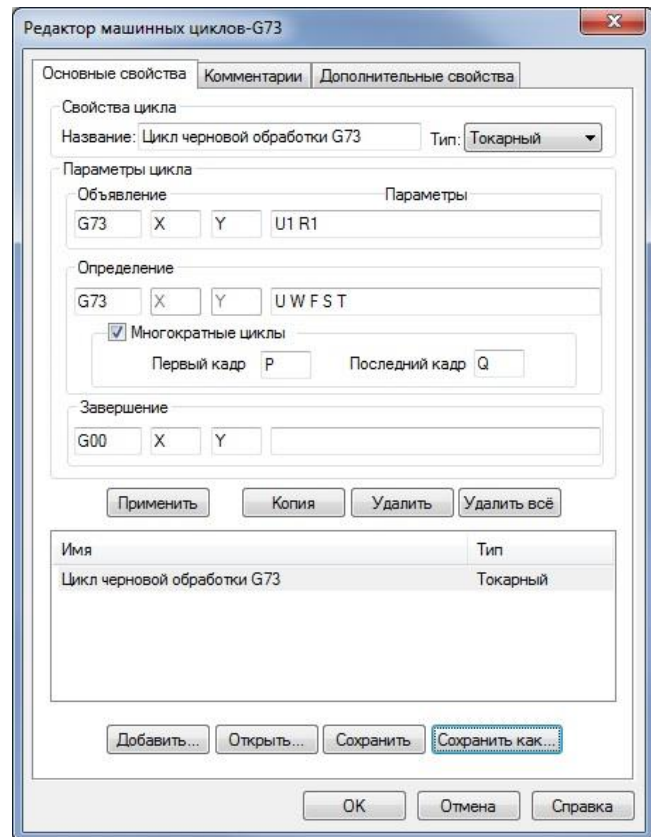 Редактор машинных циклов-G73
Основные свойства Комментарии Дополнительные свойства
Свойства цикла
Название: Цикл черновой обработки G73 Тип: Токарный
Параметры цикла
Объявление Параметры
G73 X Y U1 R1
Определение
G73 X Y U W F S T
Многократные циклы
Первый кадр P Последний кадр Q
Завершение
G00 X Y
Применить Копия Удалить Удалить всё
Имя Тип
Цикл черновой обработки G73 Токарный
Добавить... Открыть... Сохранить Сохранить как...
OK Отмена Справка